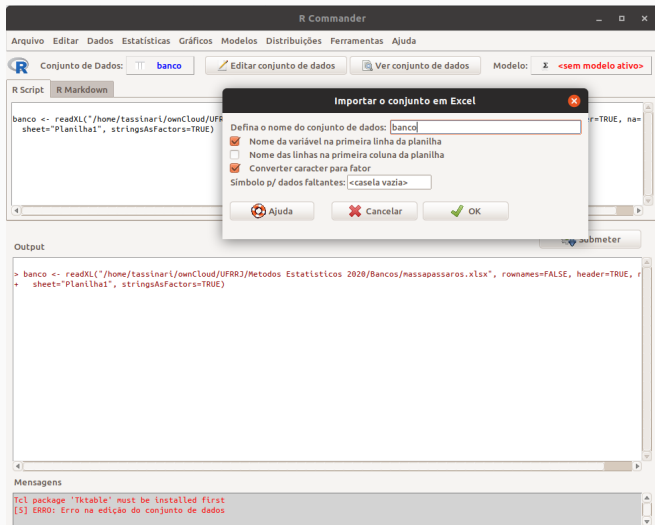 R Commander
Arquivo Editar Dados Estatísticas Gráficos Modelos Distribuições Ferramentas Ajuda
R Conjunto de Dados: banco Editar conjunto de dados Ver conjunto de dados Modelo: Σ <sem modelo ativo>
R Script R Markdown
Importar o conjunto em Excel
banco <- readXL("/home/tassinari/ownCloud/UFR er=TRUE, na=
sheet="Planilha1", stringsAsFactors=TRUE)
Defina o nome do conjunto de dados: banco
Nome da variável na primeira linha da planilha
Nome das linhas na primeira coluna da planilha
Converter caracter para fator
Símbolo p/ dados faltantes: <casela vazia>
Ajuda Cancelar OK
Output
Submeter
> banco <- readXL("/home/tassinari/ownCloud/UFRRJ/Metodos Estatisticos 2020/Bancos/massapassaros.xlsx", rownames=FALSE, header=TRUE, 
+ sheet="Planilha1", stringsAsFactors=TRUE)
Mensagens
Tcl package 'Tktable' must be installed first
[5] ERRO: Erro na edição do conjunto de dados